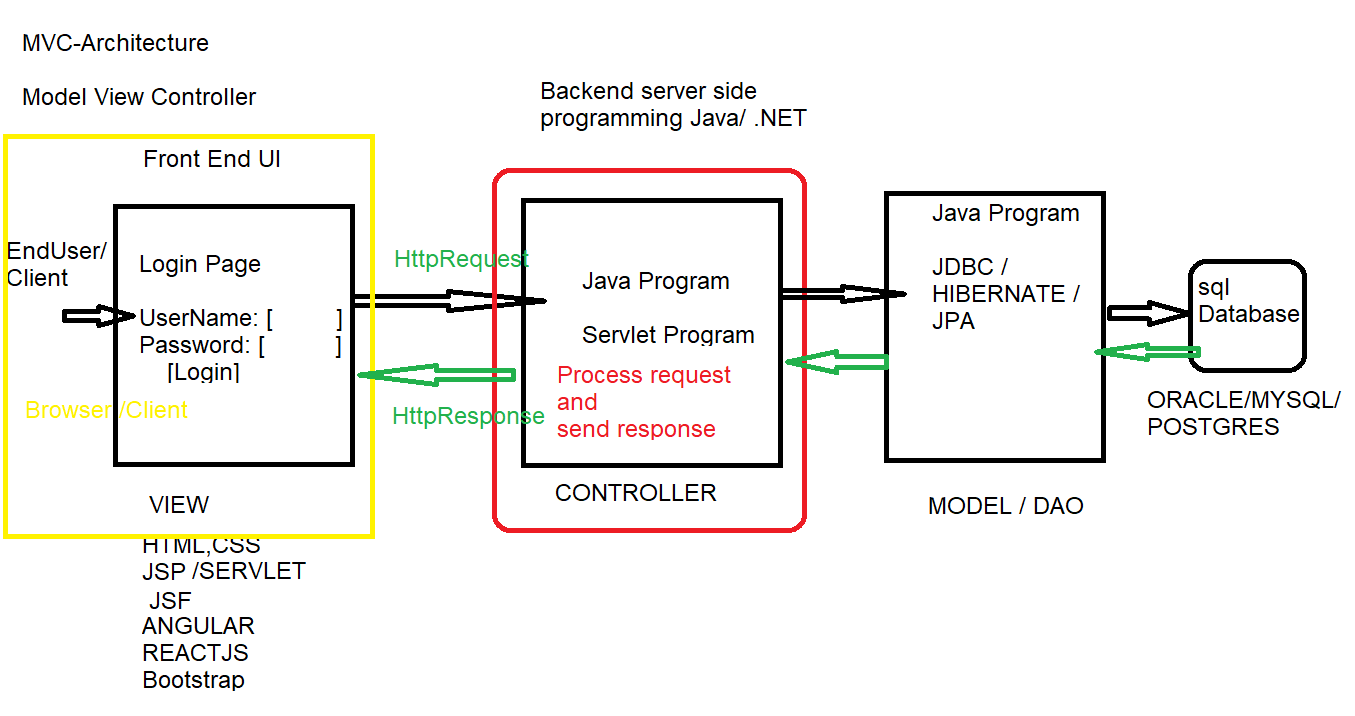 MVC-Architecture
Model View Controller
Front End UI
EndUser/
Client
Login Page
UserName: [ ]
Password: [ ]
[Login]
Browser /Client
VIEW
HTML,CSS
JSP /SERVLET
JSF
ANGULAR
REACTJS
Bootstrap
HttpRequest
HttpResponse
Backend server side
programming Java/ .NET
Java Program
Servlet Program
Process request
and
send response
CONTROLLER
Java Program
JDBC /
HIBERNATE /
JPA
MODEL / DAO
sql
Database
ORACLE/MYSQL/
POSTGRES